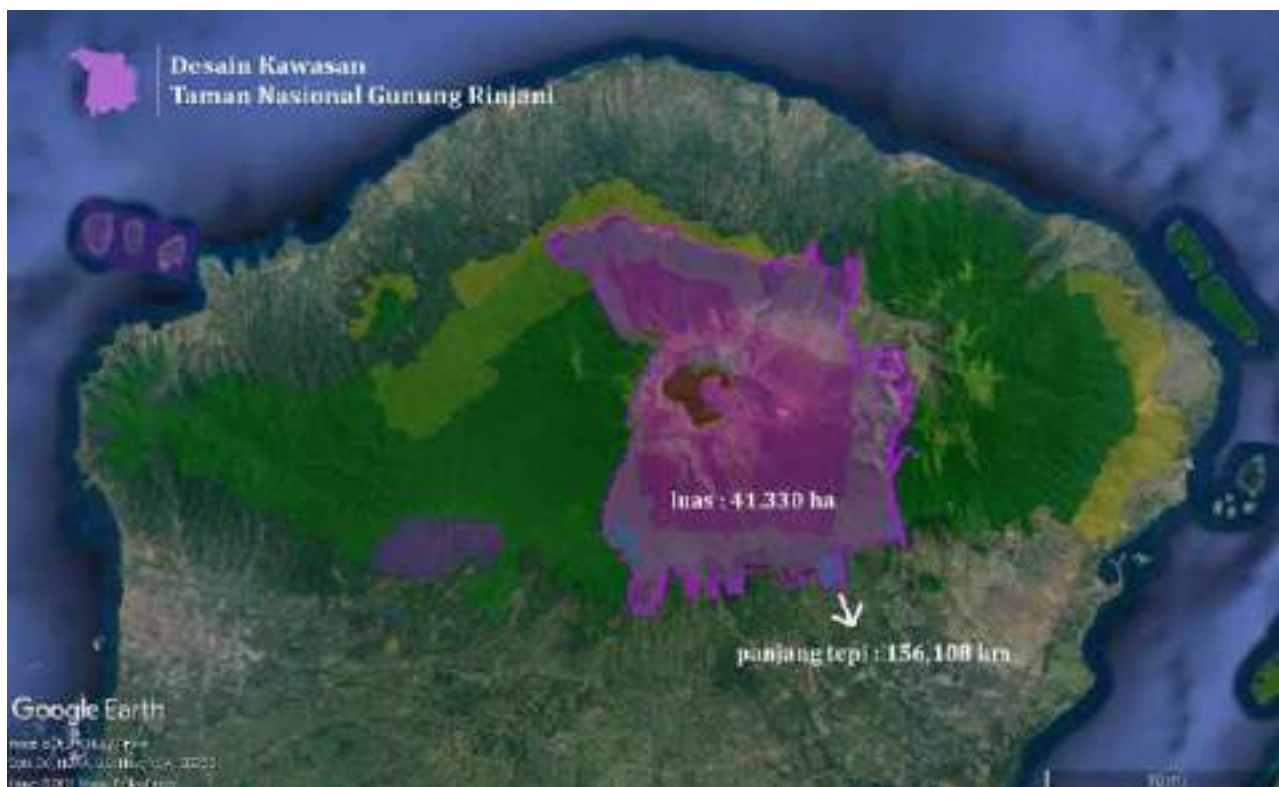 Desain Kawasan
Taman Nasional Gunung Rinjani
luas : 41.330 ha
panjang tepi : 156,108 km
Google Earth